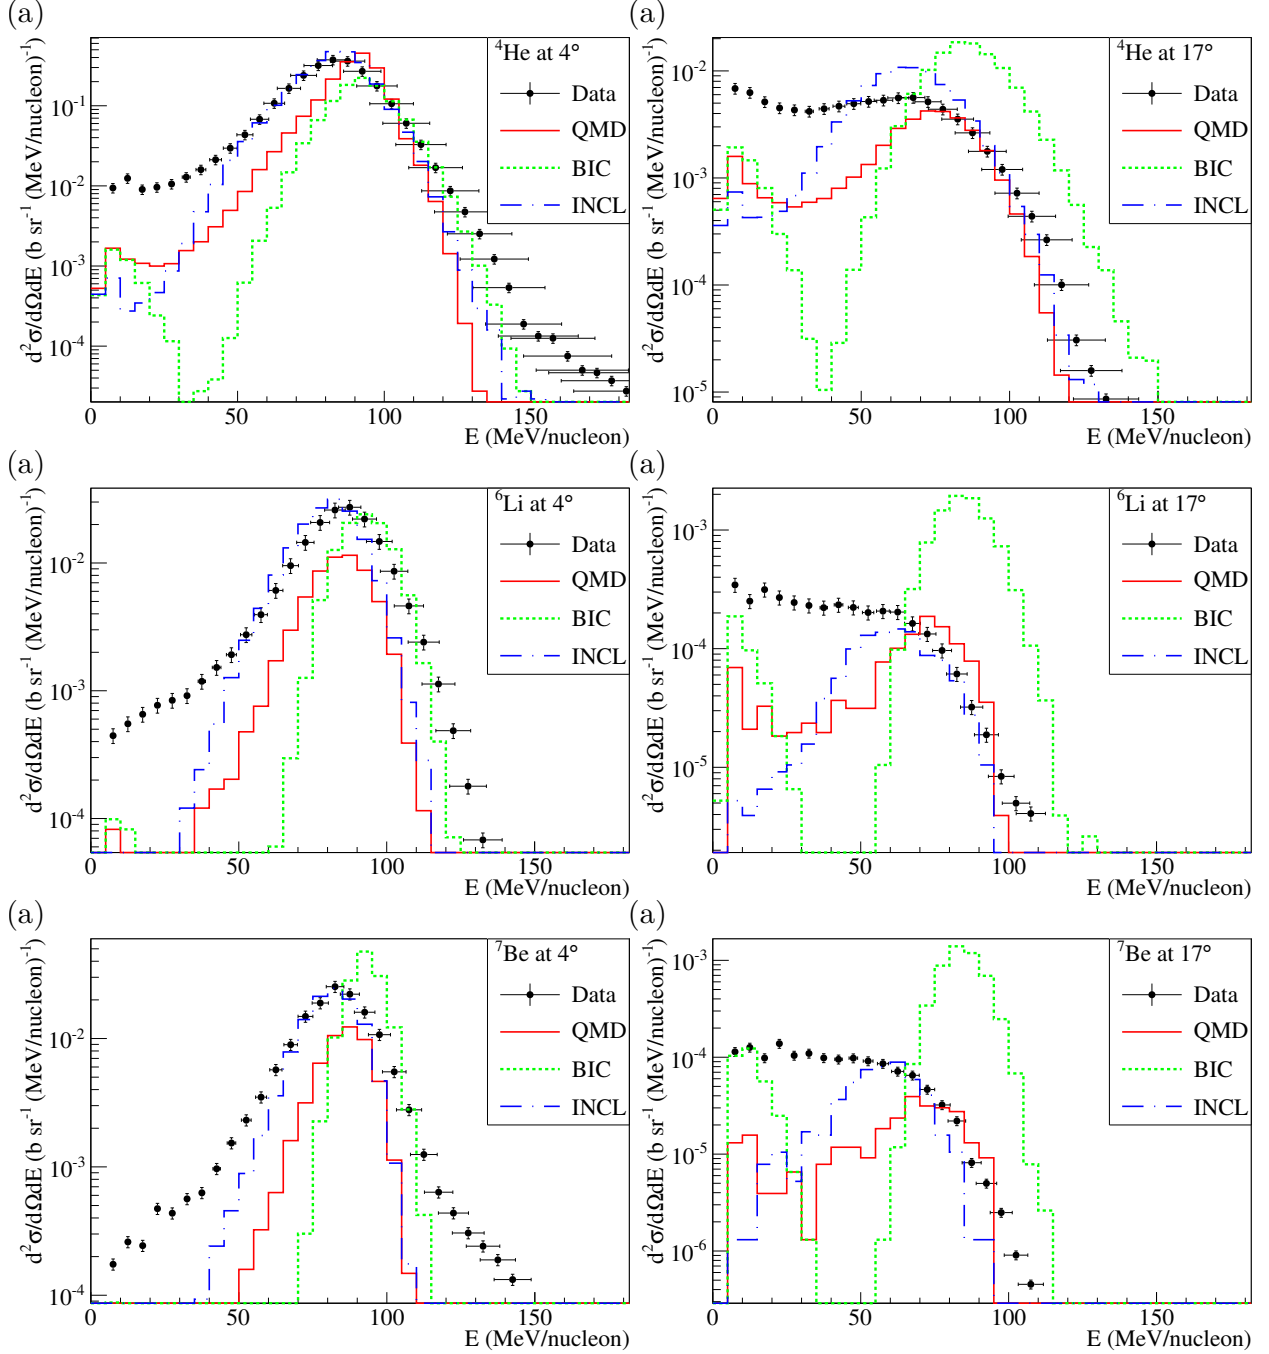 (a)
d²σ/dΩdE (b sr⁻¹ (MeV/nucleon)⁻¹)
⁴He at 4°
Data
QMD
BIC
INCL
10⁻¹
10⁻²
10⁻³
10⁻⁴
0 50 100 150
E (MeV/nucleon)
(a)
d²σ/dΩdE (b sr⁻¹ (MeV/nucleon)⁻¹)
⁴He at 17°
Data
QMD
BIC
INCL
10⁻²
10⁻³
10⁻⁴
10⁻⁵
0 50 100 150
E (MeV/nucleon)
(a)
d²σ/dΩdE (b sr⁻¹ (MeV/nucleon)⁻¹)
⁶Li at 4°
Data
QMD
BIC
INCL
10⁻²
10⁻³
10⁻⁴
0 50 100 150
E (MeV/nucleon)
(a)
d²σ/dΩdE (b sr⁻¹ (MeV/nucleon)⁻¹)
⁶Li at 17°
Data
QMD
BIC
INCL
10⁻³
10⁻⁴
10⁻⁵
0 50 100 150
E (MeV/nucleon)
(a)
d²σ/dΩdE (b sr⁻¹ (MeV/nucleon)⁻¹)
⁷Be at 4°
Data
QMD
BIC
INCL
10⁻²
10⁻³
10⁻⁴
0 50 100 150
E (MeV/nucleon)
(a)
d²σ/dΩdE (b sr⁻¹ (MeV/nucleon)⁻¹)
⁷Be at 17°
Data
QMD
BIC
INCL
10⁻³
10⁻⁴
10⁻⁵
10⁻⁶
0 50 100 150
E (MeV/nucleon)